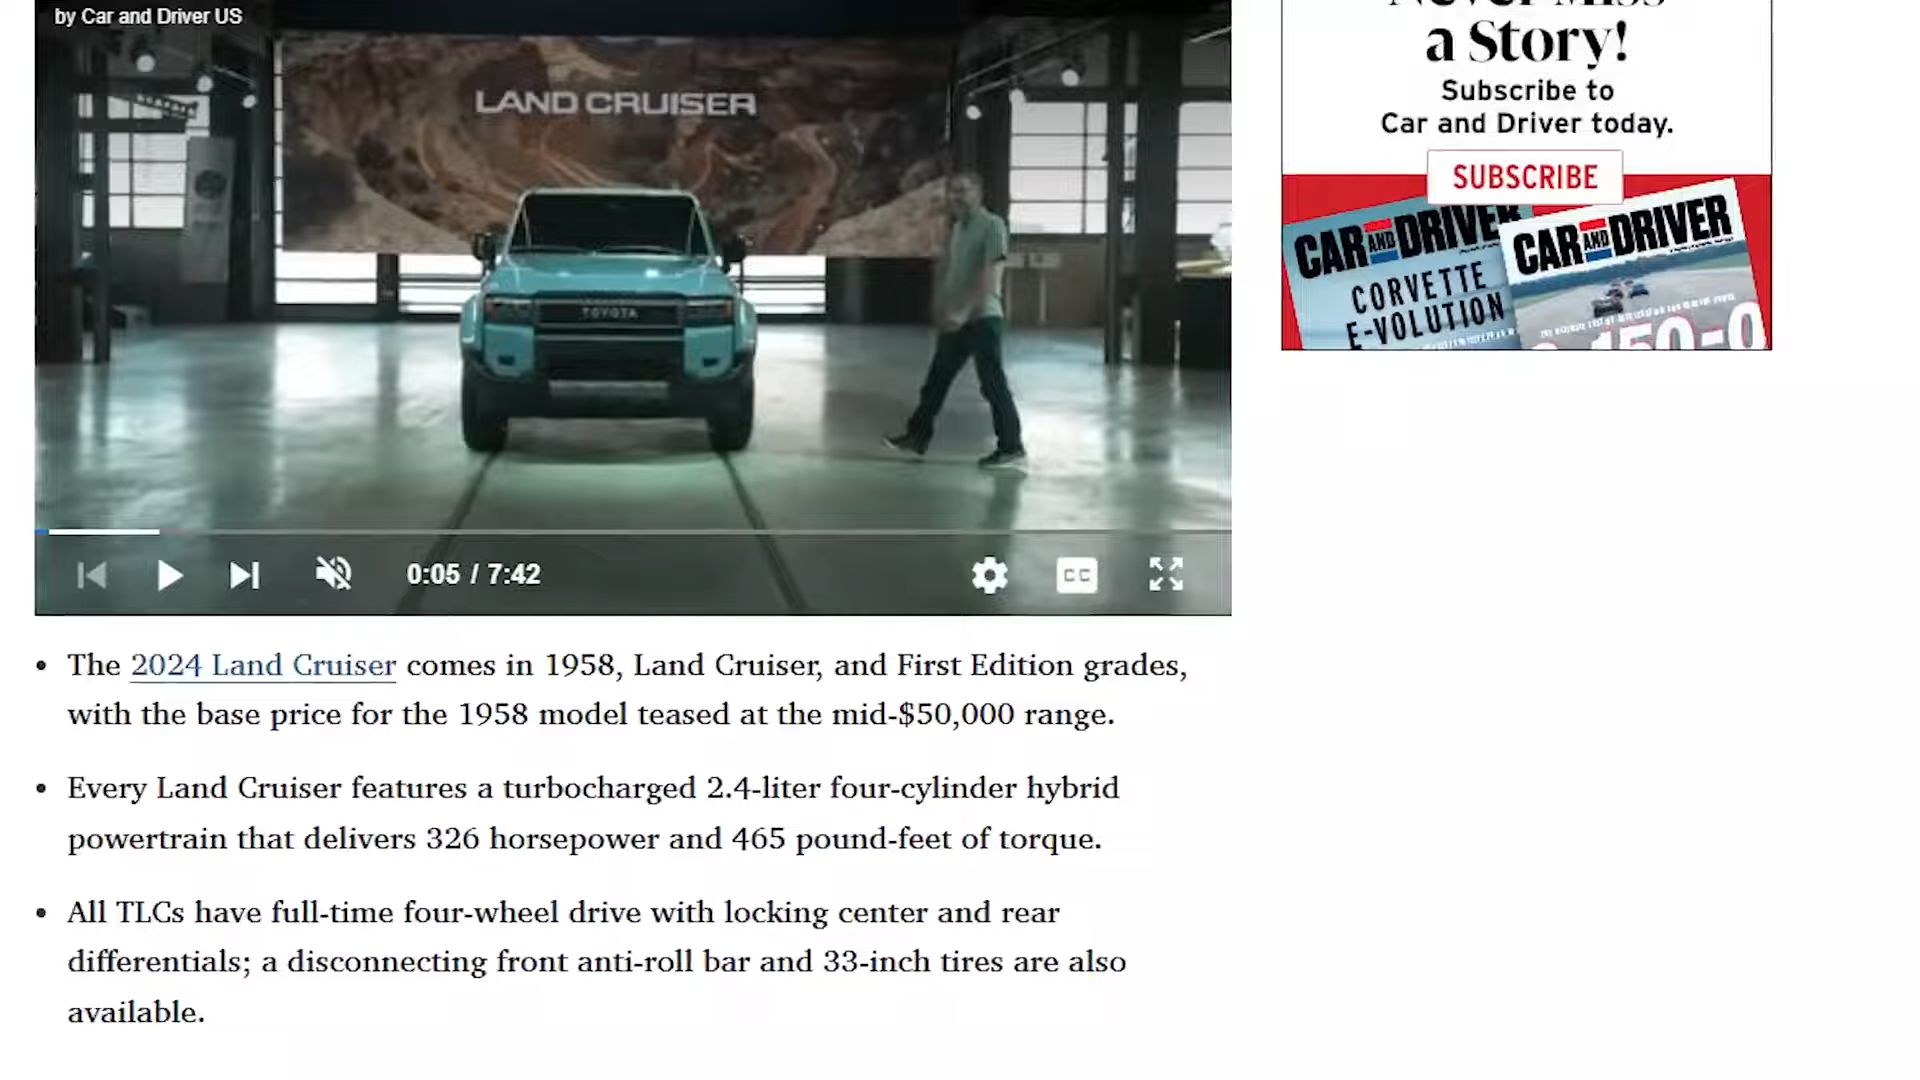 by Car and Driver US
LAND CRUISER
TOYOTA
0:05 / 7:42
CC
The 2024 Land Cruiser comes in 1958, Land Cruiser, and First Edition grades,
with the base price for the 1958 model teased at the mid-$50,000 range.
Every Land Cruiser features a turbocharged 2.4-liter four-cylinder hybrid
powertrain that delivers 326 horsepower and 465 pound-feet of torque.
All TLCs have full-time four-wheel drive with locking center and rear
differentials; a disconnecting front anti-roll bar and 33-inch tires are also
available.
Never Miss
a Story!
Subscribe to
Car and Driver today.
SUBSCRIBE
CAR AND DRIVER
CORVETTE
E-VOLUTION
CAR AND DRIVER